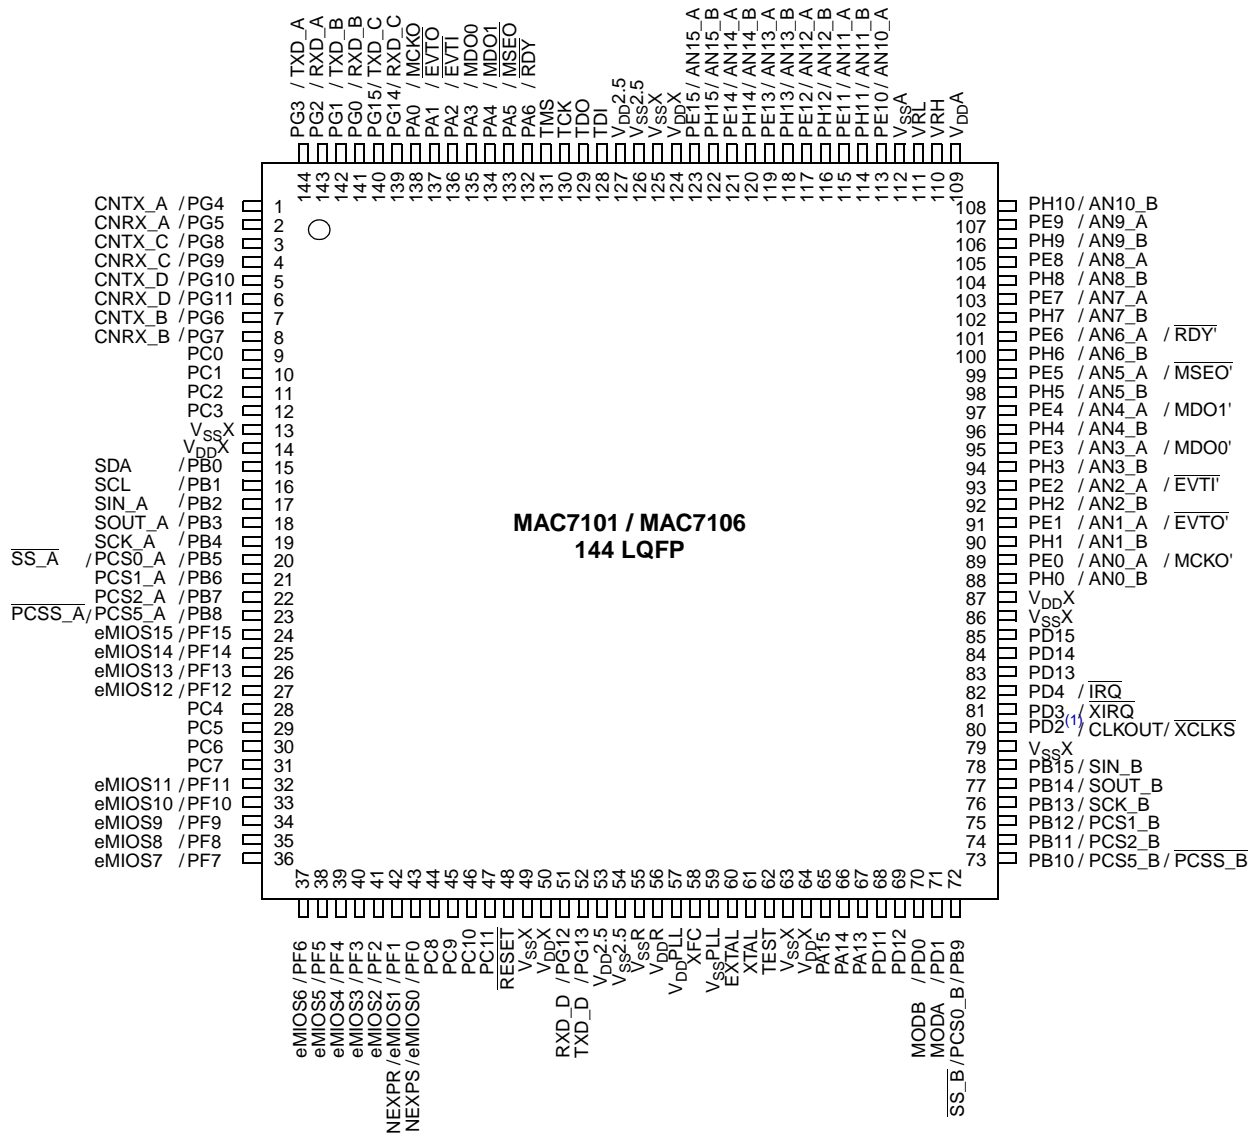 PG3 / TXD_A
PG2 / RXD_A
PG1 / TXD_B
PG0 / RXD_B
PG15/ TXD_C
PG14/ RXD_C
PA0 / MCKO
PA1 / EVTO
PA2 / EVTI
PA3 / MDO0
PA4 / MDO1
PA5 / MSEO
PA6 / RDY
TMS
TCK
TDO
TDI
VDD2.5
VSS2.5
VSSX
VDDX
PE15/ AN15_A
PH15/ AN15_B
PE14/ AN14_A
PH14/ AN14_B
PE13/ AN13_A
PH13/ AN13_B
PE12/ AN12_A
PH12/ AN12_B
PE11/ AN11_A
PH11/ AN11_B
PE10/ AN10_A
VSSA
VRL
VRH
VDDA
144
143
142
141
140
139
138
137
136
135
134
133
132
131
130
129
128
127
126
125
124
123
122
121
120
119
118
117
116
115
114
113
112
111
110
109
CNTX_A /PG4 1
CNRX_A /PG5 2
CNTX_C /PG8 3
CNRX_C /PG9 4
CNTX_D /PG10 5
CNRX_D /PG11 6
CNTX_B /PG6 7
CNRX_B /PG7 8
PC0 9
PC1 10
PC2 11
PC3 12
VSSX 13
VDDX 14
SDA /PB0 15
SCL /PB1 16
SIN_A /PB2 17
SOUT_A /PB3 18
SCK_A /PB4 19
SS_A /PCS0_A /PB5 20
PCS1_A /PB6 21
PCS2_A /PB7 22
PCSS_A/PCS5_A /PB8 23
eMIOS15 /PF15 24
eMIOS14 /PF14 25
eMIOS13 /PF13 26
eMIOS12 /PF12 27
PC4 28
PC5 29
PC6 30
PC7 31
eMIOS11 /PF11 32
eMIOS10 /PF10 33
eMIOS9 /PF9 34
eMIOS8 /PF8 35
eMIOS7 /PF7 36
MAC7101 / MAC7106
144 LQFP
108 PH10/ AN10_B
107 PE9 / AN9_A
106 PH9 / AN9_B
105 PE8 / AN8_A
104 PH8 / AN8_B
103 PE7 / AN7_A
102 PH7 / AN7_B
101 PE6 / AN6_A / RDY'
100 PH6 / AN6_B
99 PE5 / AN5_A / MSEO'
98 PH5 / AN5_B
97 PE4 / AN4_A / MDO1'
96 PH4 / AN4_B
95 PE3 / AN3_A / MDO0'
94 PH3 / AN3_B
93 PE2 / AN2_A / EVTI'
92 PH2 / AN2_B
91 PE1 / AN1_A / EVTO'
90 PH1 / AN1_B
89 PE0 / AN0_A / MCKO'
88 PH0 / AN0_B
87 VDDX
86 VSSX
85 PD15
84 PD14
83 PD13
82 PD4 / IRQ
81 PD3 / XIRQ
80 PD2(1) / CLKOUT/ XCLKS
79 VSSX
78 PB15/ SIN_B
77 PB14/ SOUT_B
76 PB13/ SCK_B
75 PB12/ PCS1_B
74 PB11/ PCS2_B
73 PB10/ PCS5_B/ PCSS_B
37
38
39
40
41
42
43
44
45
46
47
48
49
50
51
52
53
54
55
56
57
58
59
60
61
62
63
64
65
66
67
68
69
70
71
72
eMIOS6 /PF6
eMIOS5 /PF5
eMIOS4 /PF4
eMIOS3 /PF3
eMIOS2 /PF2
NEXPR /eMIOS1 /PF1
NEXPS /eMIOS0 /PF0
PC8
PC9
PC10
PC11
RESET
VSSX
VDDX
RXD_D /PG12
TXD_D /PG13
VDD2.5
VSS2.5
VSSR
VDDR
VDDPLL
XFC
VSSPLL
EXTAL
XTAL
TEST
VSSX
VDDX
PA15
PA14
PA13
PD11
PD12
MODB /PD0
MODA /PD1
SS_B /PCS0_B /PB9